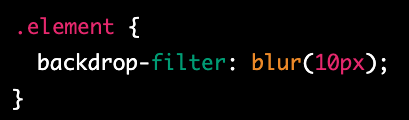 .element {
  backdrop-filter: blur(10px);
}